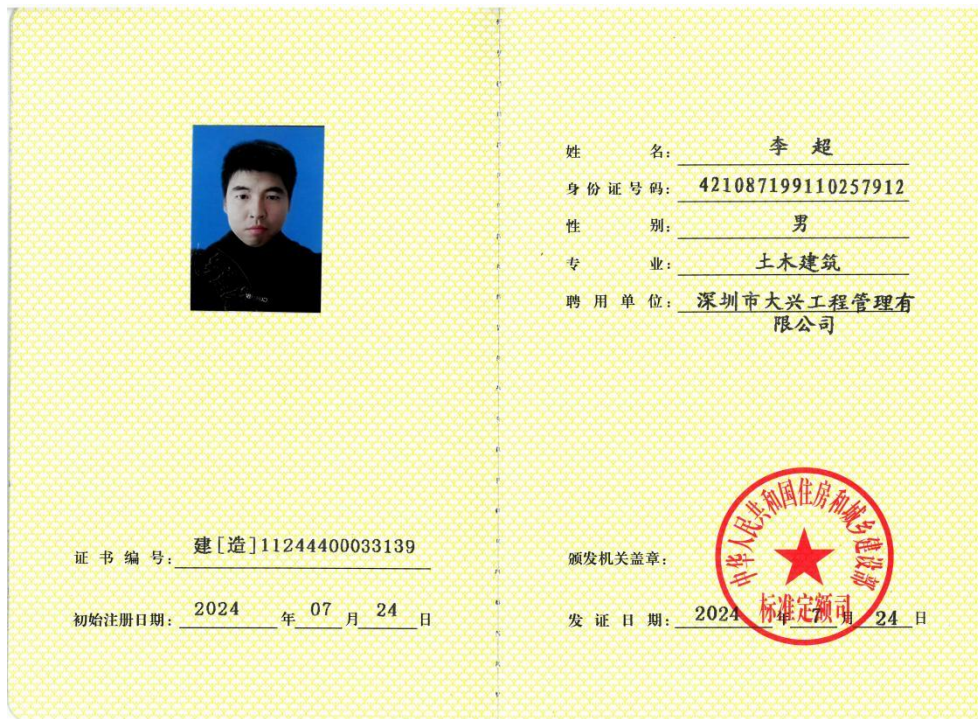 姓 名: 李 超
身份证号码: 421087199110257912
性 别: 男
专 业: 土木建筑
聘用单位: 深圳市大兴工程管理有
限公司
证书编号: 建[造]11244400033139
初始注册日期: 2024 年 07 月 24 日
颁发机关盖章:
中华人民共和国住房和城乡建设部
标准定额司
发证日期: 2024 年 7 月 24 日